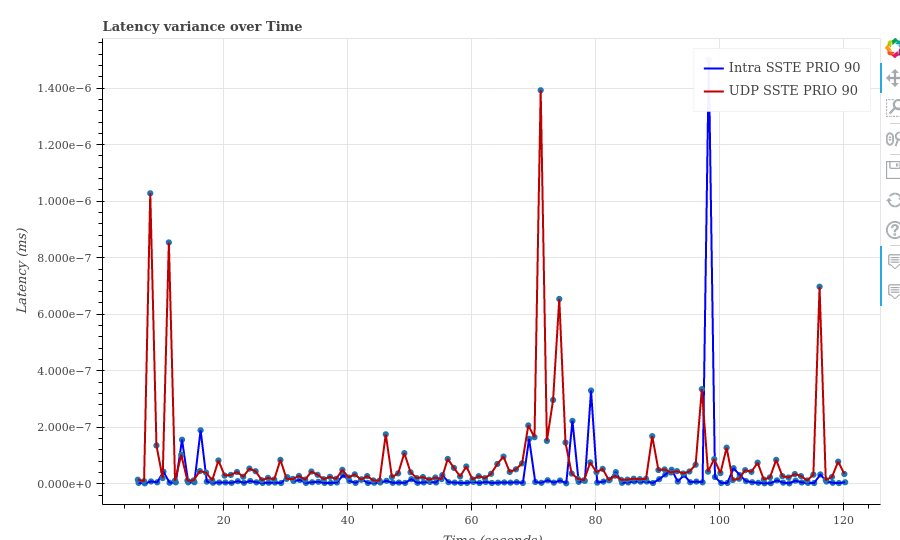 Latency variance over Time
Intra SSTE PRIO 90
UDP SSTE PRIO 90
Latency (ms)
1.400e-6
1.200e-6
1.000e-6
8.000e-7
6.000e-7
4.000e-7
2.000e-7
0.000e+0
20
40
60
80
100
120
Time (seconds)